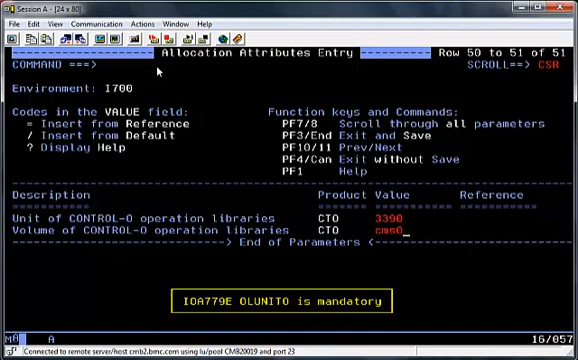 Session A - [24 x 80]
File Edit View Communication Actions Window Help
Allocation Attributes Entry Row 50 to 51 of 51
COMMAND ===> SCROLL==> CSR
Environment: I700
Codes in the VALUE field: Function keys and Commands:
= Insert from Reference PF7/8 Scroll through all parameters
/ Insert from Default PF3/End Exit and Save
? Display Help PF10/11 Prev/Next
PF4/Can Exit without Save
PF1 Help
Description Product Value Reference
Unit of CONTROL-O operation libraries CTO 3390
Volume of CONTROL-O operation libraries CTO cms0_
> End of Parameters <
IOA779E OLUNITO is mandatory
A 16/057
Connected to remote server/host cmb2.bmc.com using lu/pool CMB20019 and port 23